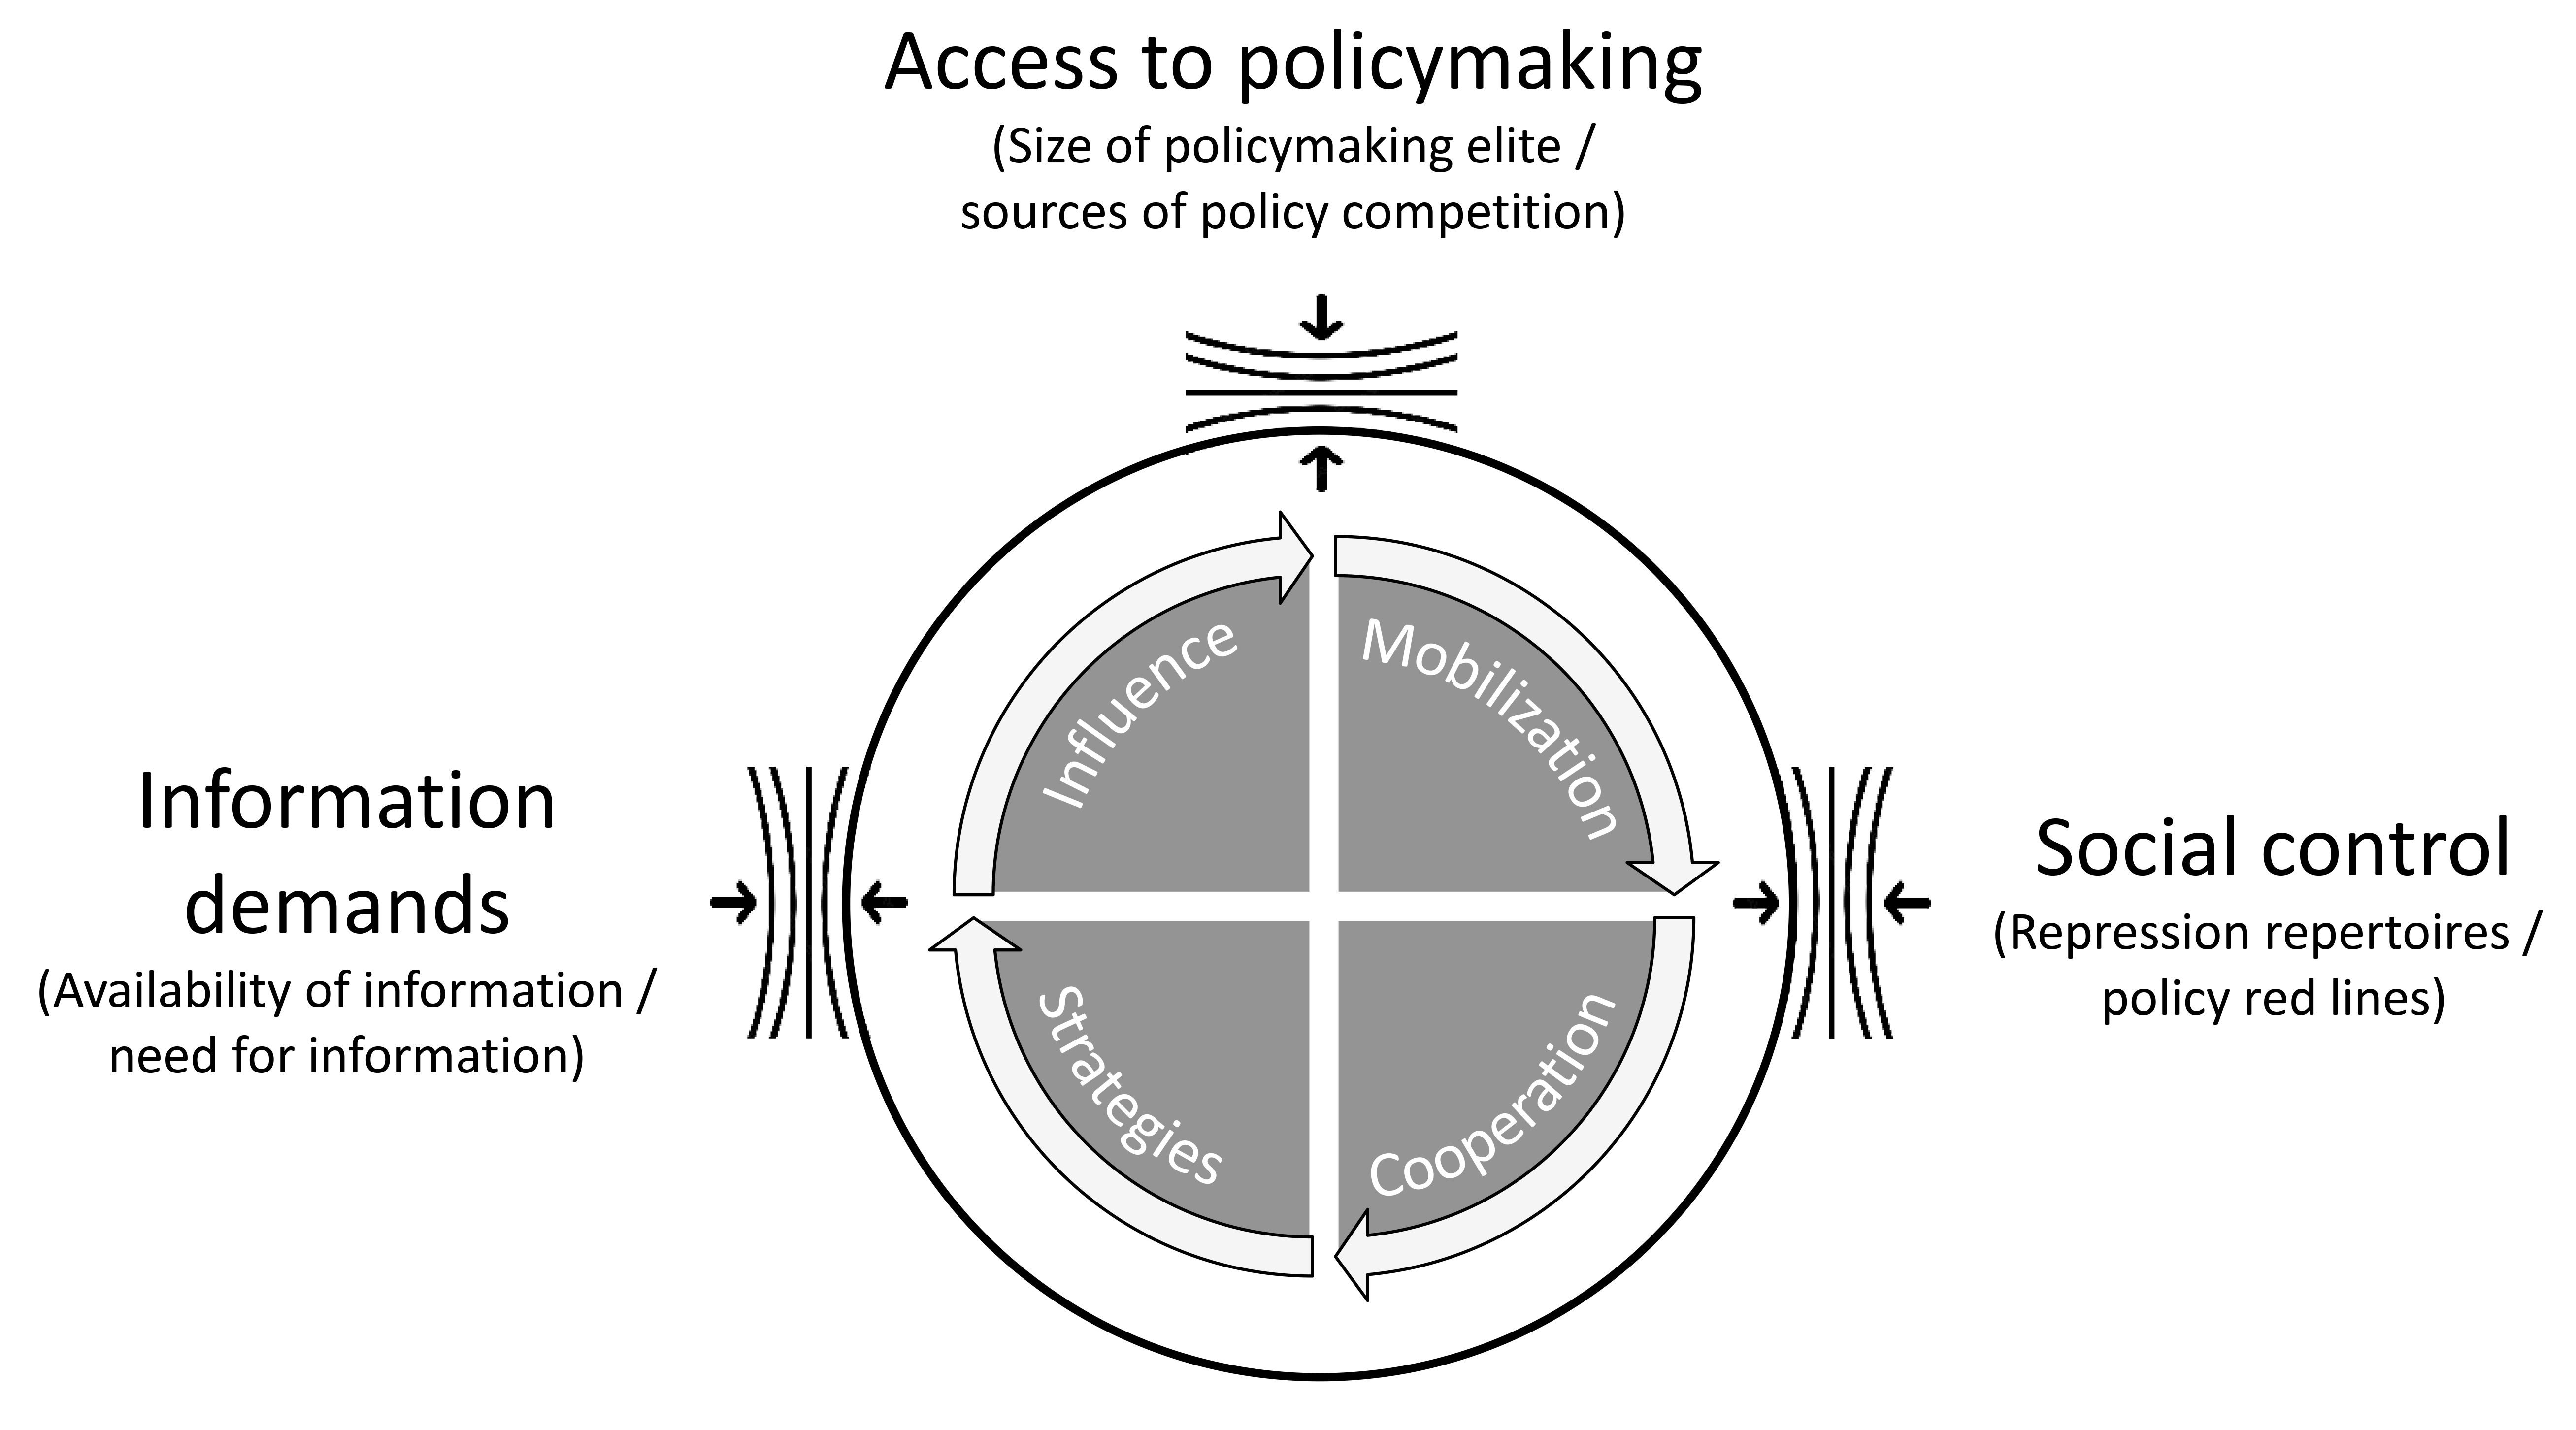 Access to policymaking
(Size of policymaking elite /
sources of policy competition)
Influence
Mobilization
Information
demands
(Availability of information /
need for information)
Social control
(Repression repertoires /
policy red lines)
Strategies
Cooperation